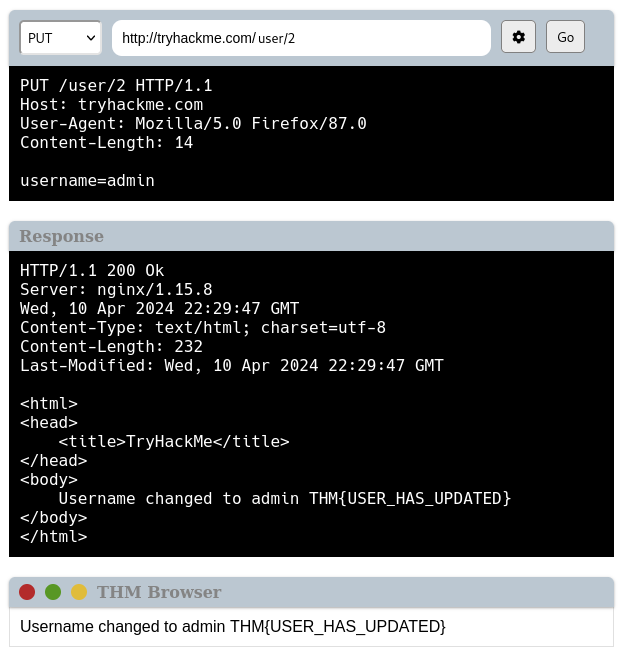 PUT http://tryhackme.com/ user/2 Go
PUT /user/2 HTTP/1.1
Host: tryhackme.com
User-Agent: Mozilla/5.0 Firefox/87.0
Content-Length: 14
username=admin
Response
HTTP/1.1 200 Ok
Server: nginx/1.15.8
Wed, 10 Apr 2024 22:29:47 GMT
Content-Type: text/html; charset=utf-8
Content-Length: 232
Last-Modified: Wed, 10 Apr 2024 22:29:47 GMT
<html>
<head>
    <title>TryHackMe</title>
</head>
<body>
    Username changed to admin THM{USER_HAS_UPDATED}
</body>
</html>
THM Browser
Username changed to admin THM{USER_HAS_UPDATED}